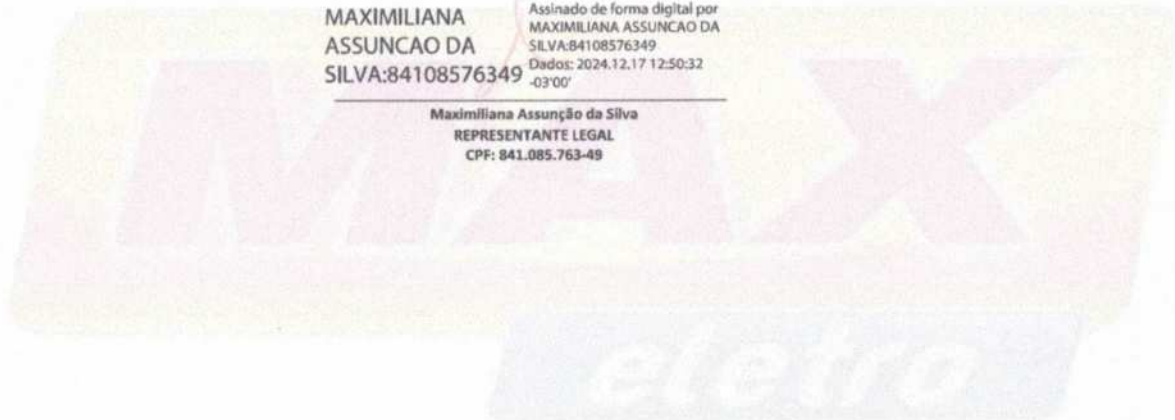 MAXIMILIANA
ASSUNCAO DA
SILVA:84108576349
Assinado de forma digital por
MAXIMILIANA ASSUNCAO DA
SILVA:84108576349
Dados: 2024.12.17 12:50:32
-03'00'
Maximiliana Assunção da Silva
REPRESENTANTE LEGAL
CPF: 841.085.763-49
MAX
eletro